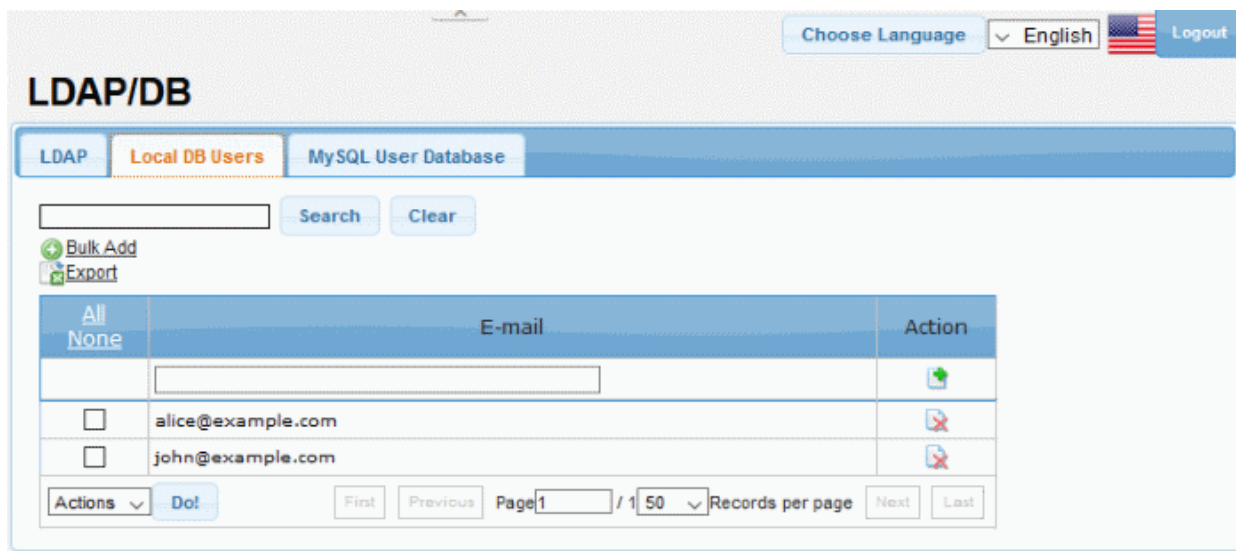 Choose Language English Logout
LDAP/DB
LDAP Local DB Users MySQL User Database
Search Clear
Bulk Add
Export
All
None E-mail Action
alice@example.com
john@example.com
Actions Do! First Previous Page 1 / 1 50 Records per page Next Last